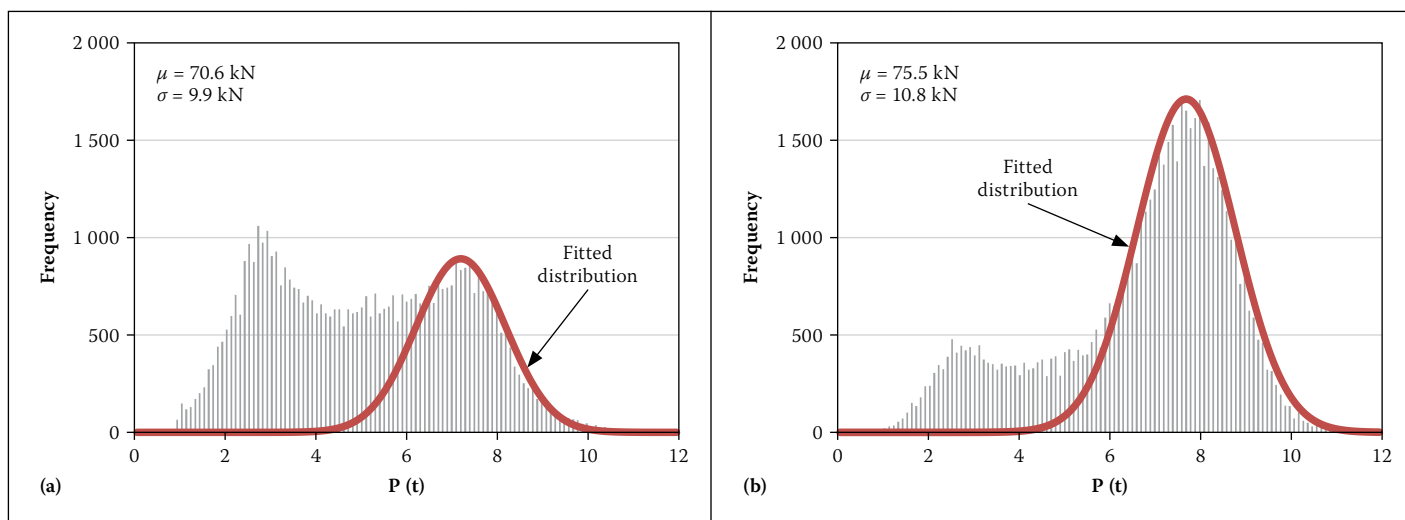 2 000
μ = 70.6 kN
σ = 9.9 kN
1 500
1 000
500
0
Frequency
Fitted
distribution
0 2 4 6 8 10 12
(a)
P (t)
2 000
μ = 75.5 kN
σ = 10.8 kN
1 500
1 000
500
0
Frequency
Fitted
distribution
0 2 4 6 8 10 12
(b)
P (t)